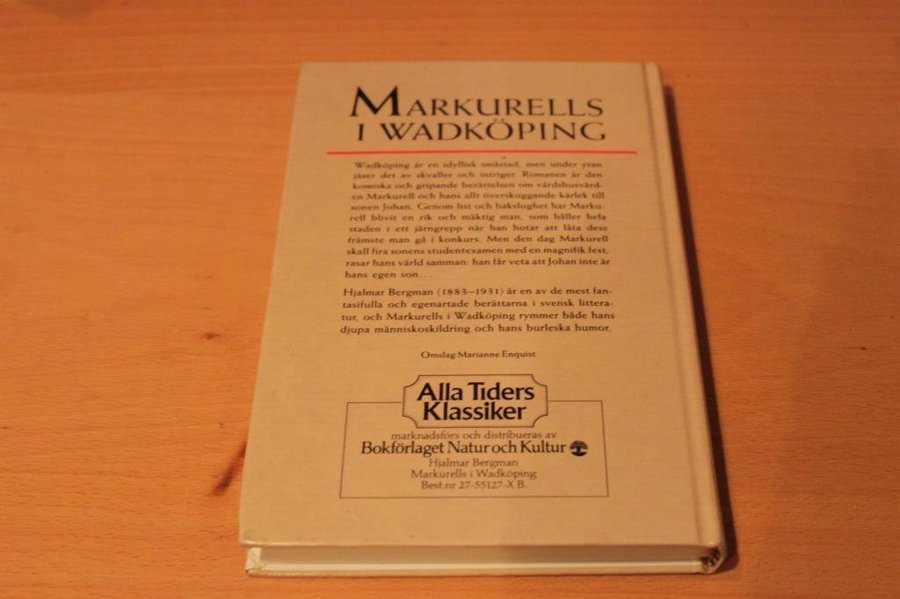 MARKURELLS
I WADKÖPING
Wadköping är en idyllisk småstad, men under ytan
jäser det av skvaller och intriger. Romanen är den
komiska och gripande berättelsen om värdshusvärd-
en Markurell och hans allt överskuggande kärlek till
sonen Johan. Genom list och bakslughet har Marku-
rell blivit en rik och mäktig man, som håller hela
staden i ett järngrepp när han hotar att låta dess
främste man gå i konkurs. Men den dag Markurell
skall fira sonens studentexamen med en magnifik fest,
rasar hans värld samman: han får veta att Johan inte är
hans egen son...
Hjalmar Bergman (1883–1931) är en av de mest fan-
tasifulla och egenartade berättarna i svensk littera-
tur, och Markurells i Wadköping rymmer både hans
djupa människoskildring och hans burleska humor.
Omslag Marianne Enquist
Alla Tiders
Klassiker
marknadsförs och distribueras av
Bokförlaget Natur och Kultur
Hjalmar Bergman
Markurells i Wadköping
Best.nr 27-55127-X B